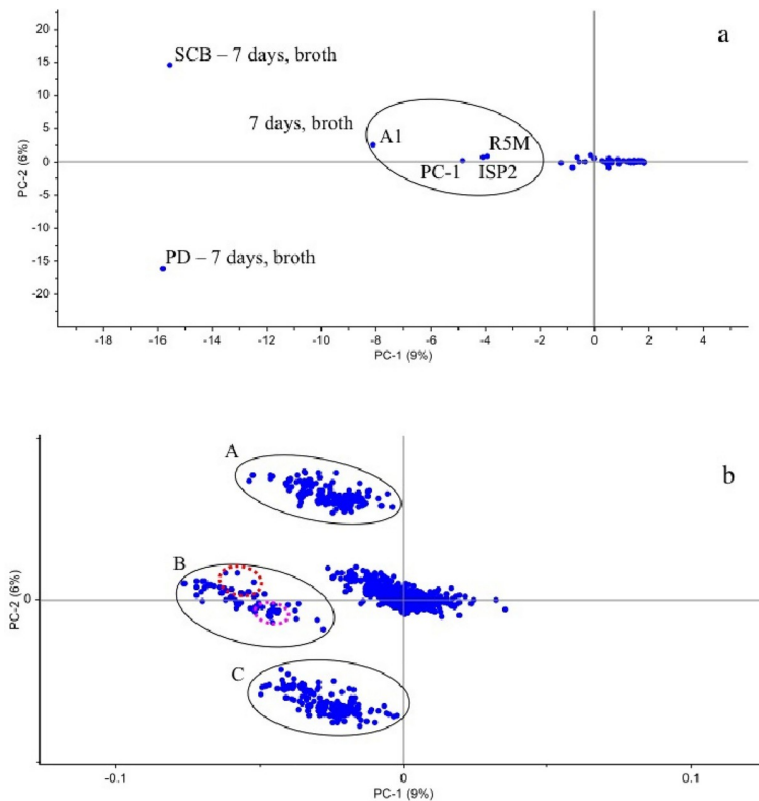 a
20
15
10
5
0
-5
-10
-15
-20
PC-2 (6%)
SCB – 7 days, broth
7 days, broth
A1
R5M
PC-1 ISP2
PD – 7 days, broth
-18 -16 -14 -12 -10 -8 -6 -4 -2 0 2 4
PC-1 (9%)
b
A
B
C
PC-2 (6%)
0
-0.1 0 0.1
PC-1 (9%)